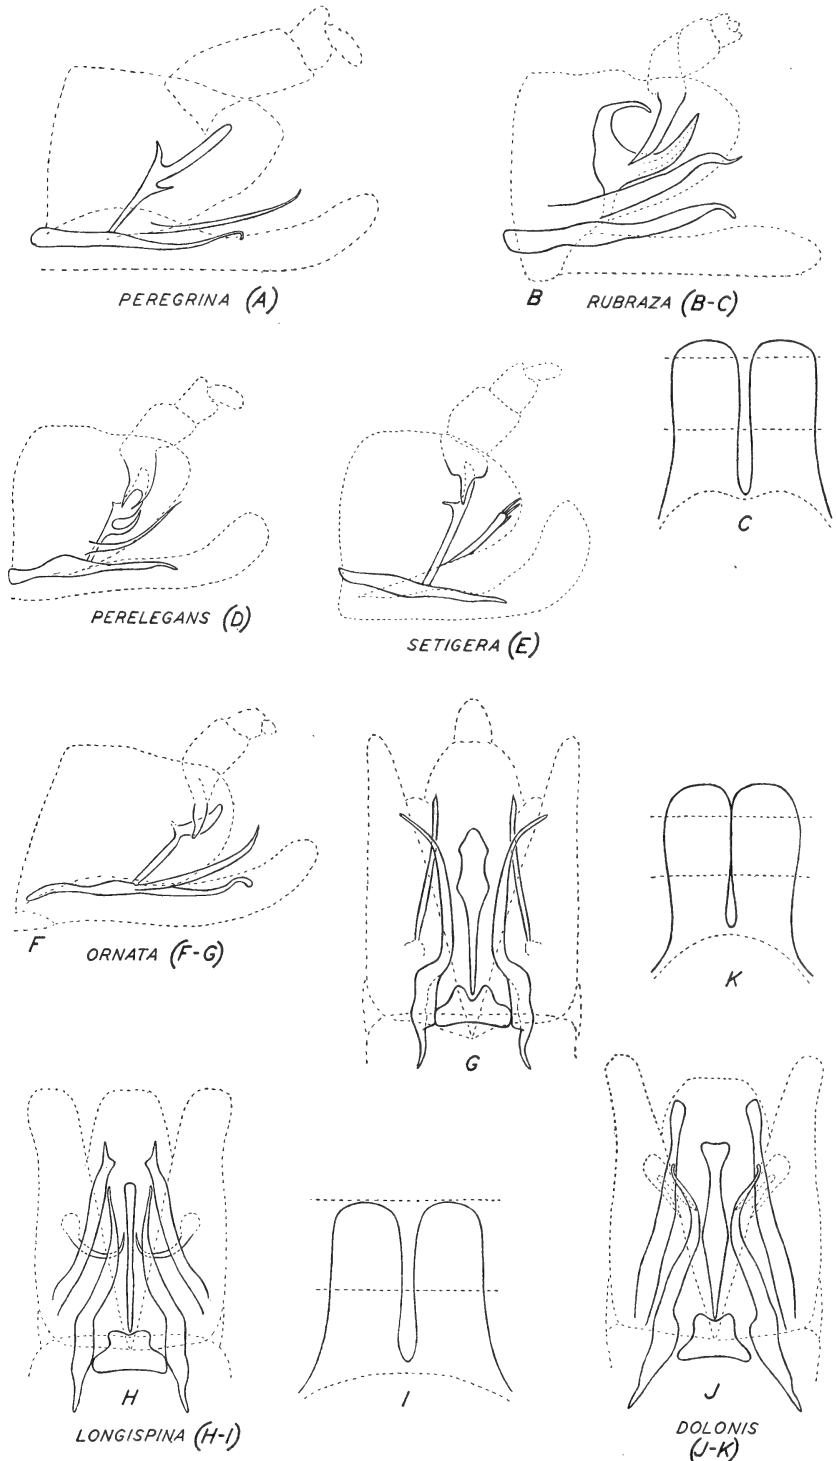 PEREGRINA (A)
B RUBRAZA (B-C)
C
PERELEGANS (D)
SETIGERA (E)
F ORNATA (F-G)
G
K
H
LONGISPINA (H-I)
I
J
DOLONIS
(J-K)